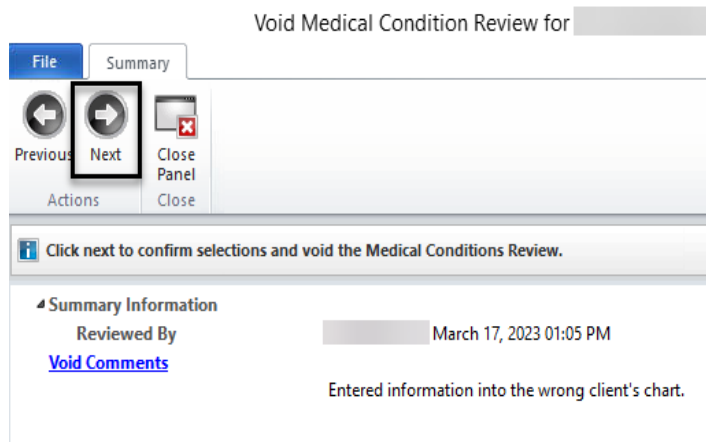 Void Medical Condition Review for
File Summary
Previous Next Close Panel
Actions Close
Click next to confirm selections and void the Medical Conditions Review.
Summary Information
Reviewed By March 17, 2023 01:05 PM
Void Comments
Entered information into the wrong client's chart.